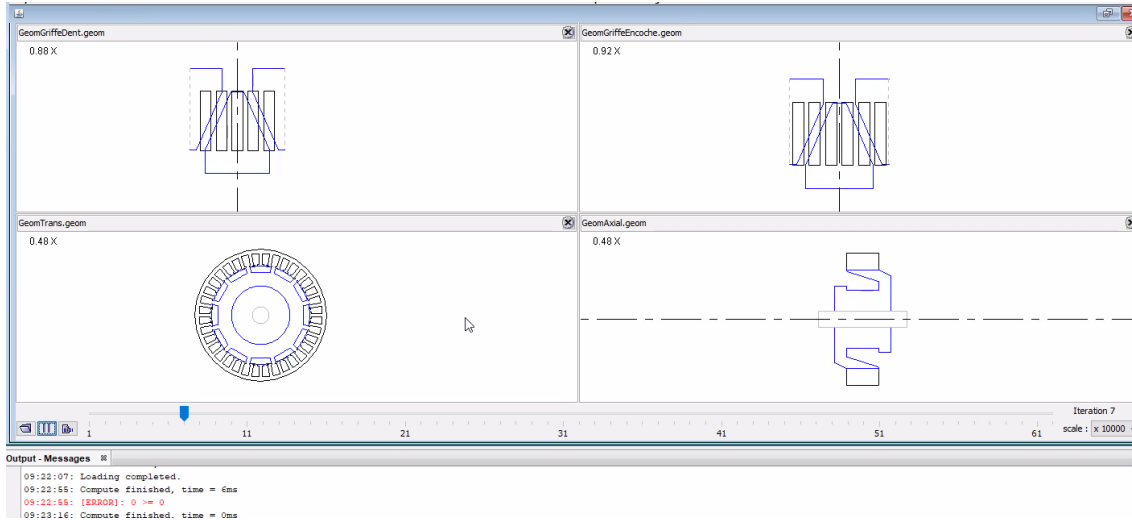 GeomGriffeDent.geom
GeomGriffeEncoche.geom
0.88 X
0.92 X
GeomTrans.geom
GeomAxial.geom
0.48 X
0.48 X
Iteration 7
1 11 21 31 41 51 61
scale : x 10000
Output - Messages
09:22:07: Loading completed.
09:22:55: Compute finished, time = 6ms
09:22:55: [ERROR]: 0 >= 0
09:23:16: Compute finished, time = 0ms